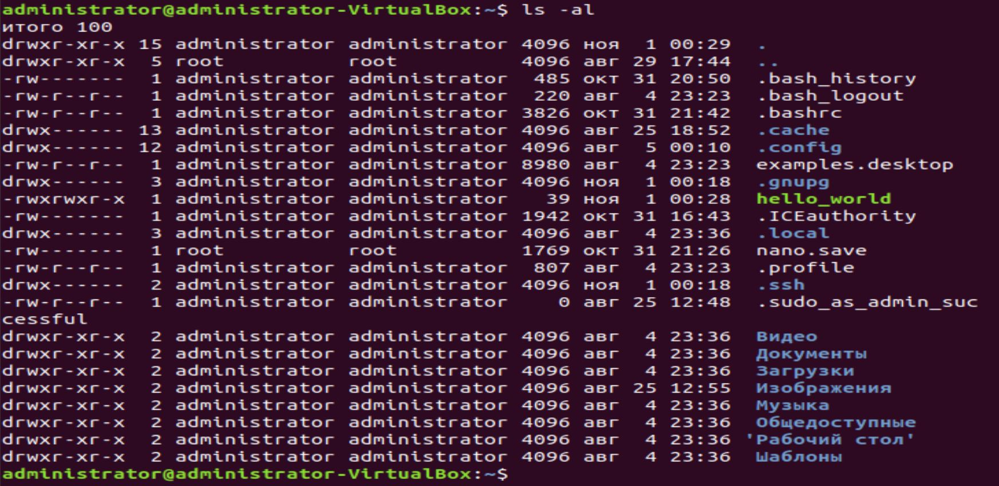 administrator@administrator-VirtualBox:~$ ls -al
итого 100
drwxr-xr-x 15 administrator administrator 4096 ноя  1 00:29  .
drwxr-xr-x  5 root          root          4096 авг 29 17:44  ..
-rw-------  1 administrator administrator  485 окт 31 20:50  .bash_history
-rw-r--r--  1 administrator administrator  220 авг  4 23:23  .bash_logout
-rw-r--r--  1 administrator administrator 3826 окт 31 21:42  .bashrc
drwx------ 13 administrator administrator 4096 авг 25 18:52  .cache
drwx------ 12 administrator administrator 4096 авг  5 00:10  .config
-rw-r--r--  1 administrator administrator 8980 авг  4 23:23  examples.desktop
drwx------  3 administrator administrator 4096 ноя  1 00:18  .gnupg
-rwxrwxr-x  1 administrator administrator   39 ноя  1 00:28  hello_world
-rw-------  1 administrator administrator 1942 окт 31 16:43  .ICEauthority
drwx------  3 administrator administrator 4096 авг  4 23:36  .local
-rw-------  1 root          root          1769 окт 31 21:26  nano.save
-rw-r--r--  1 administrator administrator  807 авг  4 23:23  .profile
drwx------  2 administrator administrator 4096 ноя  1 00:18  .ssh
-rw-r--r--  1 administrator administrator    0 авг 25 12:48  .sudo_as_admin_suc
cessful
drwxr-xr-x  2 administrator administrator 4096 авг  4 23:36  Видео
drwxr-xr-x  2 administrator administrator 4096 авг  4 23:36  Документы
drwxr-xr-x  2 administrator administrator 4096 авг  4 23:36  Загрузки
drwxr-xr-x  2 administrator administrator 4096 авг 25 12:55  Изображения
drwxr-xr-x  2 administrator administrator 4096 авг  4 23:36  Музыка
drwxr-xr-x  2 administrator administrator 4096 авг  4 23:36  Общедоступные
drwxr-xr-x  2 administrator administrator 4096 авг  4 23:36 'Рабочий стол'
drwxr-xr-x  2 administrator administrator 4096 авг  4 23:36  Шаблоны
administrator@administrator-VirtualBox:~$